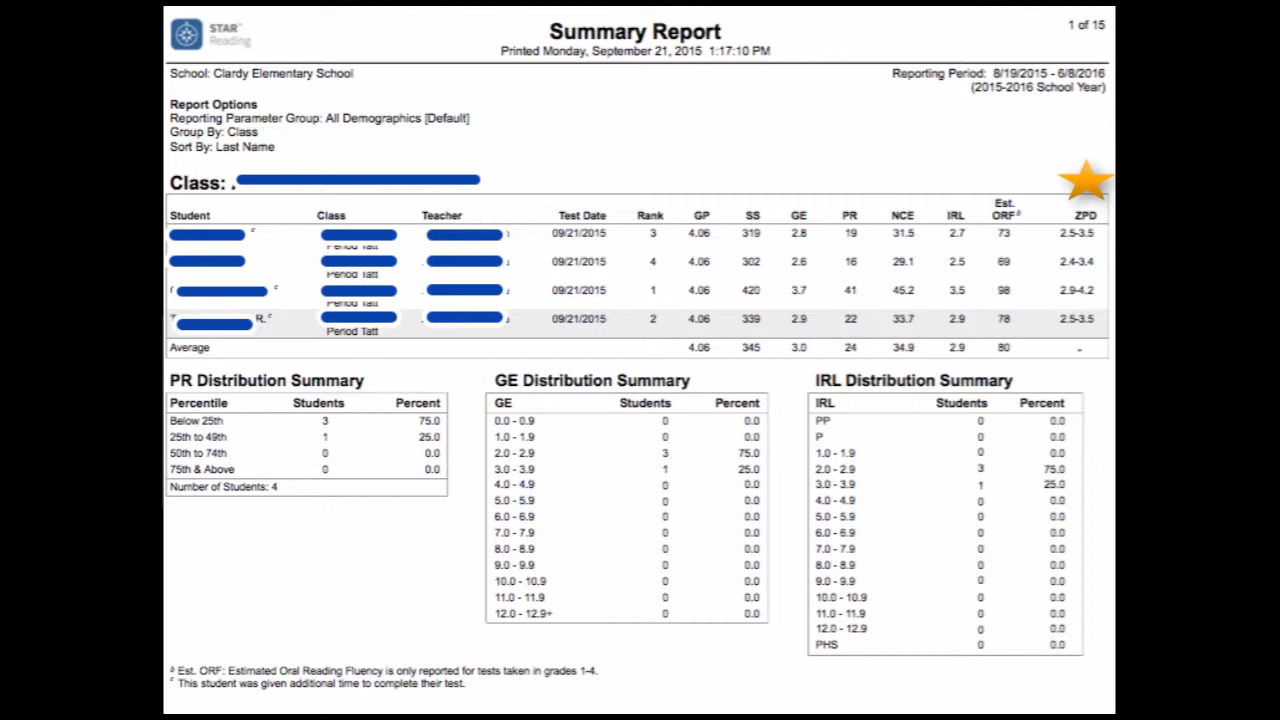 STAR™
Reading
Summary Report
1 of 15
Printed Monday, September 21, 2015 1:17:10 PM
School: Clardy Elementary School
Reporting Period: 8/19/2015 - 6/8/2016
(2015-2016 School Year)
Report Options
Reporting Parameter Group: All Demographics [Default]
Group By: Class
Sort By: Last Name
Class:
Est.
Student Class Teacher Test Date Rank GP SS GE PR NCE IRL ORFᵇ ZPD
c 09/21/2015 3 4.06 319 2.8 19 31.5 2.7 73 2.5-3.5
Period Tatt
09/21/2015 4 4.06 302 2.6 16 29.1 2.5 69 2.4-3.4
Period Tatt
c 09/21/2015 1 4.06 420 3.7 41 45.2 3.5 98 2.9-4.2
Period Tatt
R.ᶜ 09/21/2015 2 4.06 339 2.9 22 33.7 2.9 78 2.5-3.5
Period Tatt
Average 4.06 345 3.0 24 34.9 2.9 80 -
PR Distribution Summary
Percentile Students Percent
Below 25th 3 75.0
25th to 49th 1 25.0
50th to 74th 0 0.0
75th & Above 0 0.0
Number of Students: 4
GE Distribution Summary
GE Students Percent
0.0 - 0.9 0 0.0
1.0 - 1.9 0 0.0
2.0 - 2.9 3 75.0
3.0 - 3.9 1 25.0
4.0 - 4.9 0 0.0
5.0 - 5.9 0 0.0
6.0 - 6.9 0 0.0
7.0 - 7.9 0 0.0
8.0 - 8.9 0 0.0
9.0 - 9.9 0 0.0
10.0 - 10.9 0 0.0
11.0 - 11.9 0 0.0
12.0 - 12.9+ 0 0.0
IRL Distribution Summary
IRL Students Percent
PP 0 0.0
P 0 0.0
1.0 - 1.9 0 0.0
2.0 - 2.9 3 75.0
3.0 - 3.9 1 25.0
4.0 - 4.9 0 0.0
5.0 - 5.9 0 0.0
6.0 - 6.9 0 0.0
7.0 - 7.9 0 0.0
8.0 - 8.9 0 0.0
9.0 - 9.9 0 0.0
10.0 - 10.9 0 0.0
11.0 - 11.9 0 0.0
12.0 - 12.9 0 0.0
PHS 0 0.0
ᵇ Est. ORF: Estimated Oral Reading Fluency is only reported for tests taken in grades 1-4.
ᶜ This student was given additional time to complete their test.